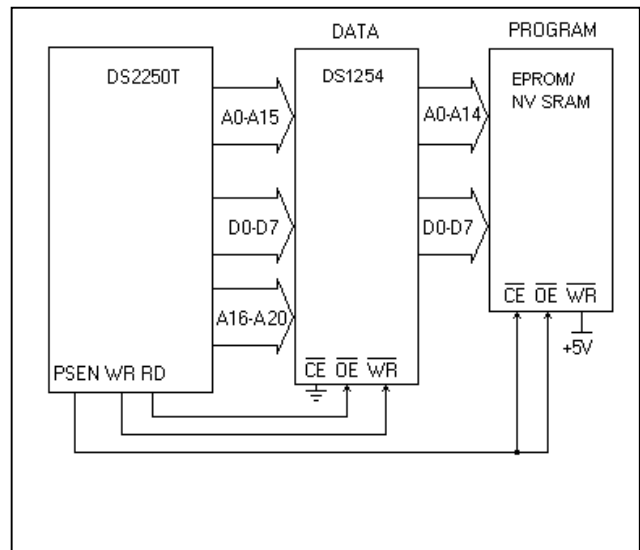 DATA
PROGRAM
DS2250T
DS1254
EPROM/
NV SRAM
A0-A15
A0-A14
D0-D7
D0-D7
A16-A20
CE OE WR
+5V
CE OE WR
PSEN WR RD